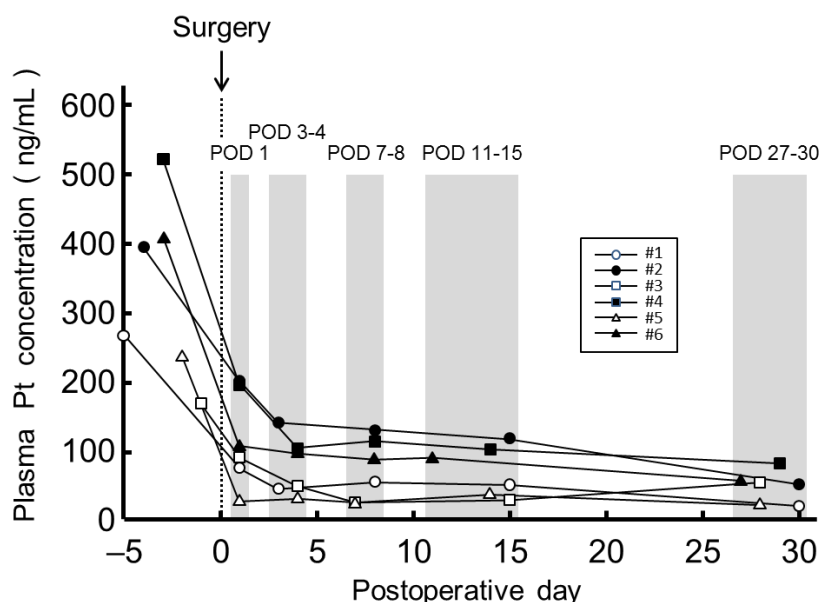 Surgery
600
POD 3-4
POD 1
POD 7-8
POD 11-15
POD 27-30
500
400
300
200
100
0
Plasma Pt concentration ( ng/mL )
#1
#2
#3
#4
#5
#6
−5 0 5 10 15 20 25 30
Postoperative day